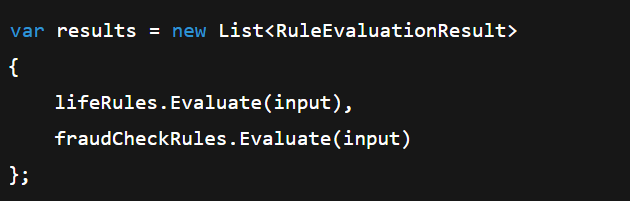 var results = new List<RuleEvaluationResult>
{
    lifeRules.Evaluate(input),
    fraudCheckRules.Evaluate(input)
};